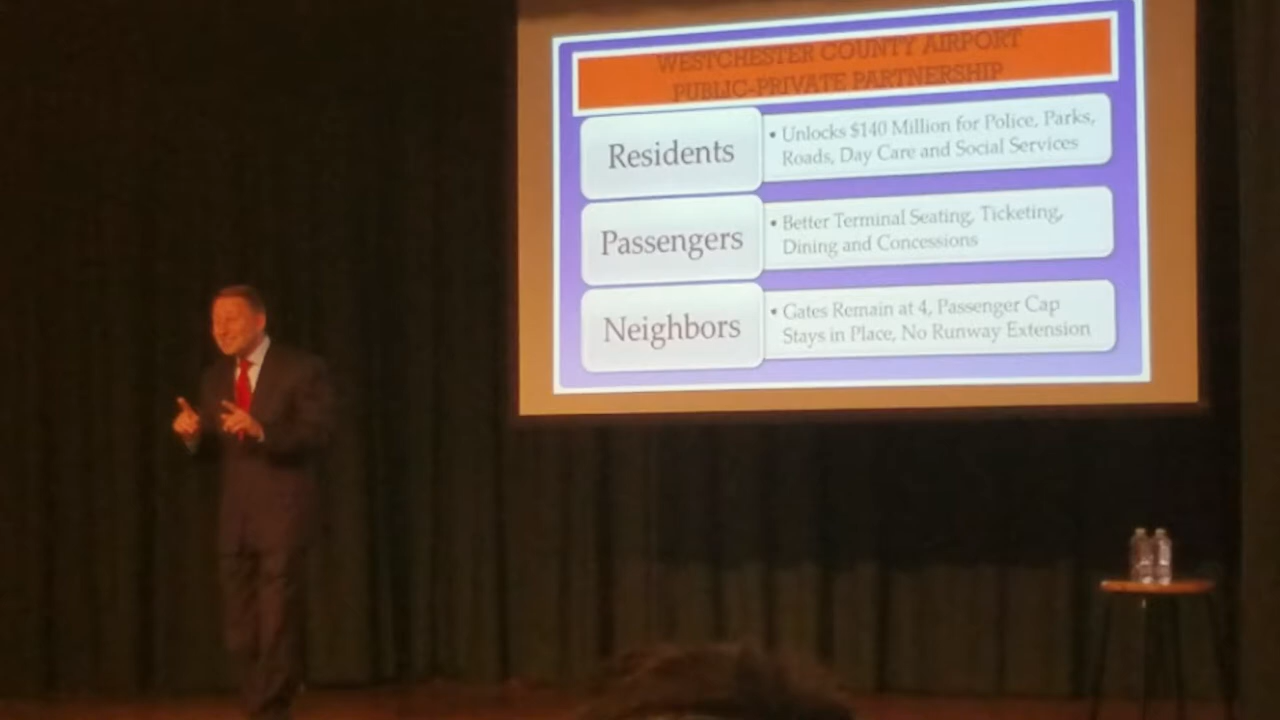 WESTCHESTER COUNTY AIRPORT
PUBLIC-PRIVATE PARTNERSHIP
Residents
• Unlocks $140 Million for Police, Parks,
Roads, Day Care and Social Services
Passengers
• Better Terminal Seating, Ticketing,
Dining and Concessions
Neighbors
• Gates Remain at 4, Passenger Cap
Stays in Place, No Runway Extension